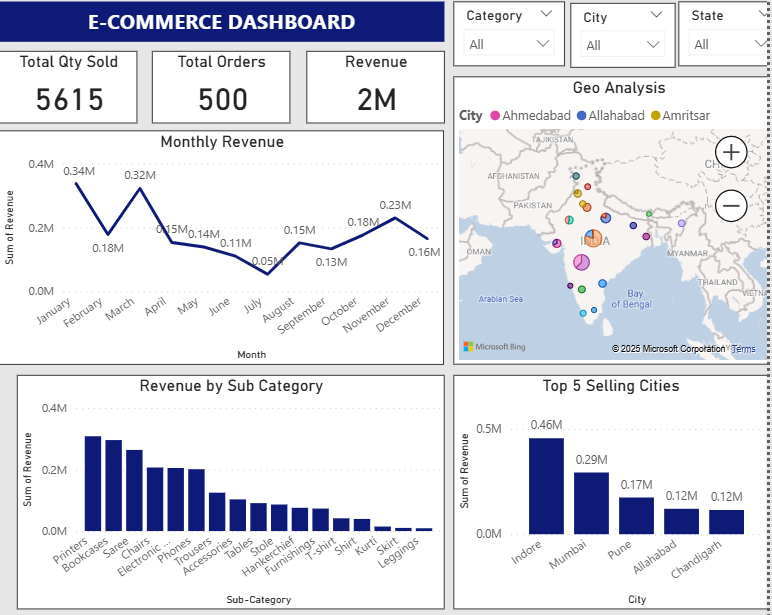 E-COMMERCE DASHBOARD
Category
All
City
All
State
All
Total Qty Sold
5615
Total Orders
500
Revenue
2M
Monthly Revenue
Sum of Revenue
0.4M
0.2M
0.0M
0.34M
0.18M
0.32M
0.15M
0.14M
0.11M
0.05M
0.15M
0.13M
0.18M
0.23M
0.16M
January
February
March
April
May
June
July
August
September
October
November
December
Month
Geo Analysis
City Ahmedabad Allahabad Amritsar
TAJIKISTAN
AFGHANISTAN
PAKISTAN
INDIA
OMAN
MYANMAR
THAILAND
Arabian Sea
Bay
of Bengal
Microsoft Bing
© 2025 Microsoft Corporation Terms
Revenue by Sub Category
Sum of Revenue
0.4M
0.2M
0.0M
Printers
Bookcases
Saree
Chairs
Electronic ...
Phones
Trousers
Accessories
Tables
Stole
Hankerchief
Furnishings
T-shirt
Shirt
Kurti
Skirt
Leggings
Sub-Category
Top 5 Selling Cities
Sum of Revenue
0.5M
0.0M
0.46M
0.29M
0.17M
0.12M
0.12M
Indore
Mumbai
Pune
Allahabad
Chandigarh
City